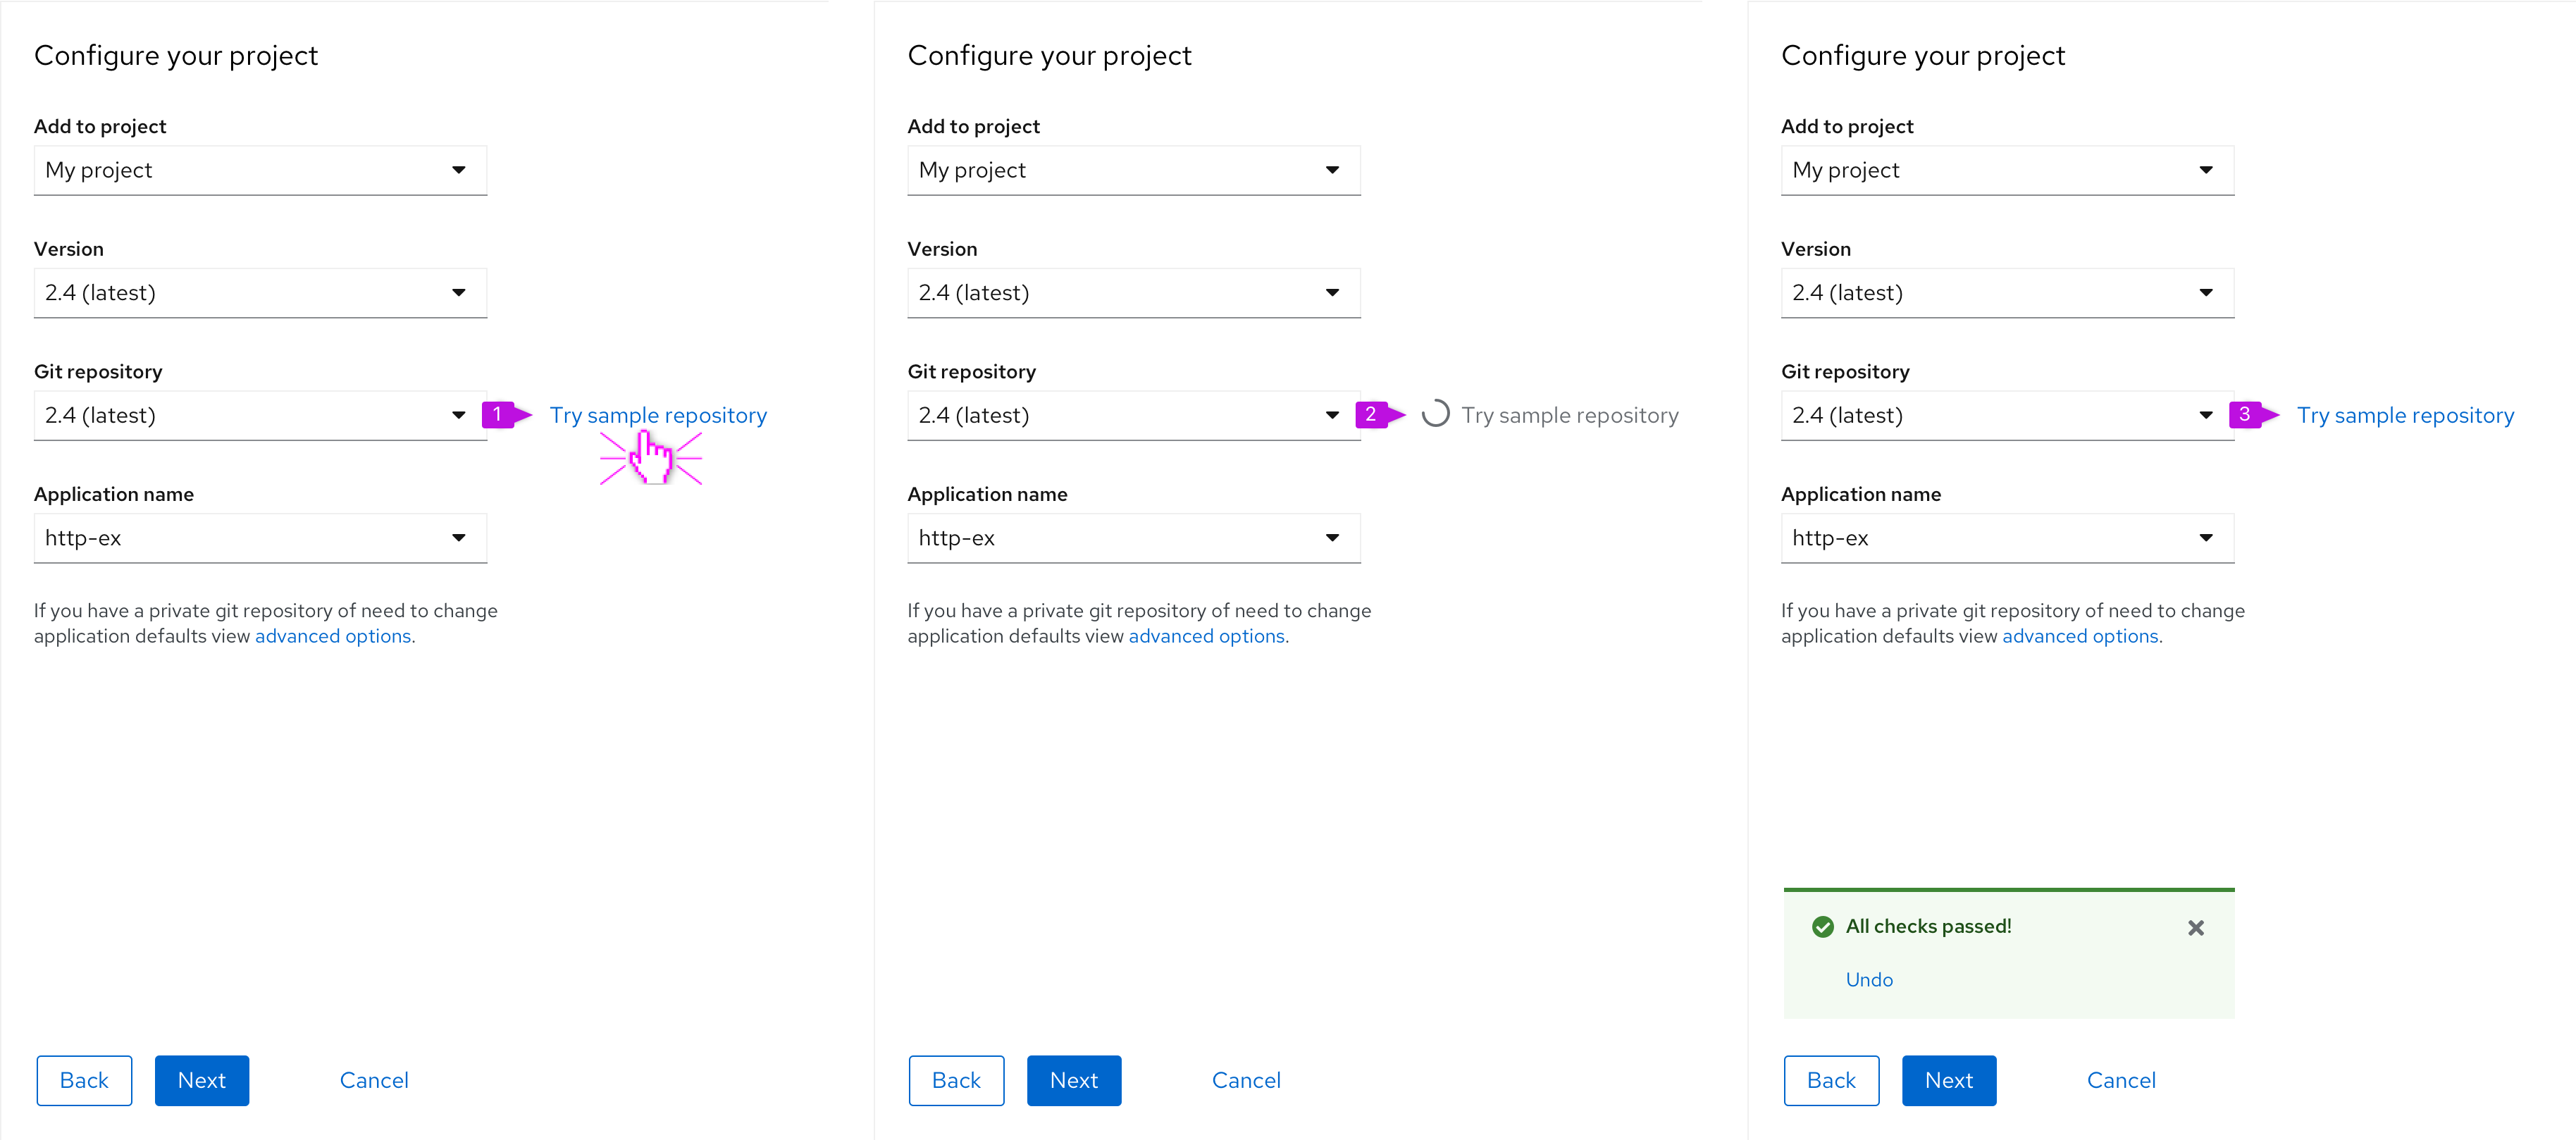 Configure your project
Add to project
My project
Version
2.4 (latest)
Git repository
2.4 (latest)
1
Try sample repository
Application name
http-ex
If you have a private git repository of need to change
application defaults view advanced options.
Back
Next
Cancel
Configure your project
Add to project
My project
Version
2.4 (latest)
Git repository
2.4 (latest)
2
Try sample repository
Application name
http-ex
If you have a private git repository of need to change
application defaults view advanced options.
Back
Next
Cancel
Configure your project
Add to project
My project
Version
2.4 (latest)
Git repository
2.4 (latest)
3
Try sample repository
Application name
http-ex
If you have a private git repository of need to change
application defaults view advanced options.
All checks passed!
Undo
Back
Next
Cancel